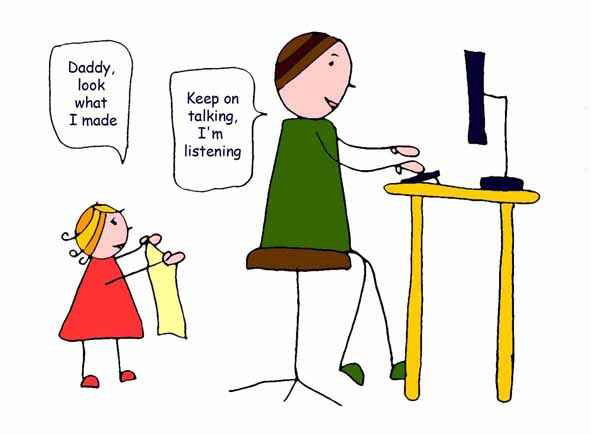 Daddy,
look
what
I made
Keep on
talking,
I'm
listening